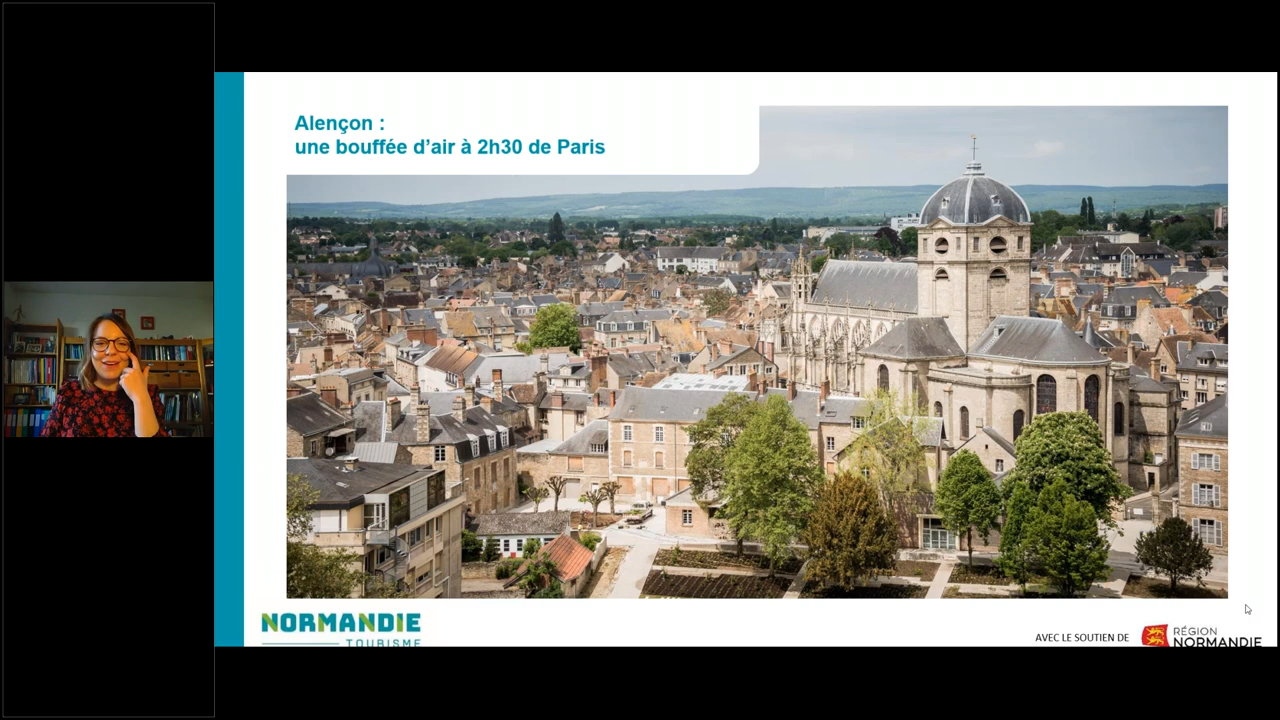 Alençon :
une bouffée d’air à 2h30 de Paris
NORMANDIE
TOURISME
AVEC LE SOUTIEN DE
RÉGION
NORMANDIE